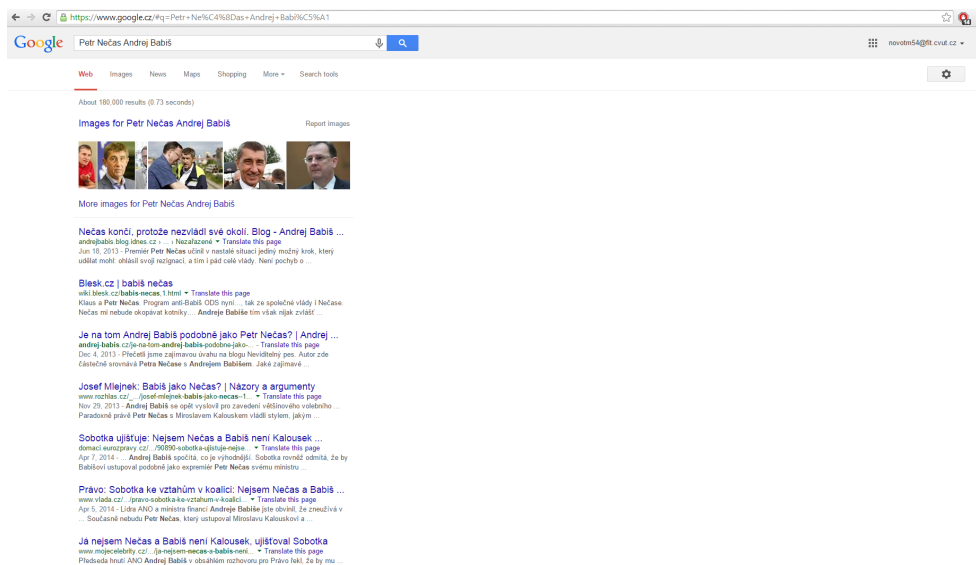 https://www.google.cz/#q=Petr+Ne%C4%8Das+Andrej+Babi%C5%A1
Google Petr Nečas Andrej Babiš novotm54@fit.cvut.cz
Web Images News Maps Shopping More Search tools
About 180,000 results (0.73 seconds)
Images for Petr Nečas Andrej Babiš Report images
More images for Petr Nečas Andrej Babiš
Nečas končí, protože nezvládl své okolí. Blog - Andrej Babiš ...
andrejbabis.blog.idnes.cz › ... › Nezařazené Translate this page
Jun 18, 2013 - Premiér Petr Nečas učinil v nastalé situaci jediný možný krok, který
udělat mohl: ohlásil svoji rezignaci, a tím i pád celé vlády. Není pochyb o ...
Blesk.cz | babiš nečas
wiki.blesk.cz/babis-necas,1.html Translate this page
Klaus a Petr Nečas. Program anti-Babiš ODS nyní..., tak ze společné vlády i Nečase.
Nečas mi nebude okopávat kotníky.... Andreje Babiše tím však nijak zvlášť ...
Je na tom Andrej Babiš podobně jako Petr Nečas? | Andrej ...
andrej-babis.cz/je-na-tom-andrej-babis-podobne-jako-... Translate this page
Dec 4, 2013 - Přečetli jsme zajímavou úvahu na blogu Neviditelný pes. Autor zde
částečně srovnává Petra Nečase s Andrejem Babišem. Jaké zajímavé ...
Josef Mlejnek: Babiš jako Nečas? | Názory a argumenty
www.rozhlas.cz/_.../josef-mlejnek-babis-jako-necas--1... Translate this page
Nov 29, 2013 - Andrej Babiš se opět vyslovil pro zavedení většinového volebního ...
Paradoxně právě Petr Nečas s Miroslavem Kalouskem vládli stylem, jakým ...
Sobotka ujišťuje: Nejsem Nečas a Babiš není Kalousek ...
domaci.eurozpravy.cz/.../90890-sobotka-ujistuje-nejse... Translate this page
Apr 7, 2014 - ... Andrej Babiš spočítá, co je výhodnější. Sobotka rovněž odmítá, že by
Babišovi ustupoval podobně jako expremiér Petr Nečas svému ministru ...
Právo: Sobotka ke vztahům v koalici: Nejsem Nečas a Babiš ...
www.vlada.cz/.../pravo-sobotka-ke-vztahum-v-koalici... Translate this page
Apr 5, 2014 - Lídra ANO a ministra financí Andreje Babiše jste obvinil, že zneužívá v
... Současně nebudu Petr Nečas, který ustupoval Miroslavu Kalouskovi a ...
Já nejsem Nečas a Babiš není Kalousek, ujišťoval Sobotka
www.mojecelebrity.cz/.../ja-nejsem-necas-a-babis-neni... Translate this page
Předseda hnutí ANO Andrej Babiš v obsáhlém rozhovoru pro Právo řekl, že by mu ...